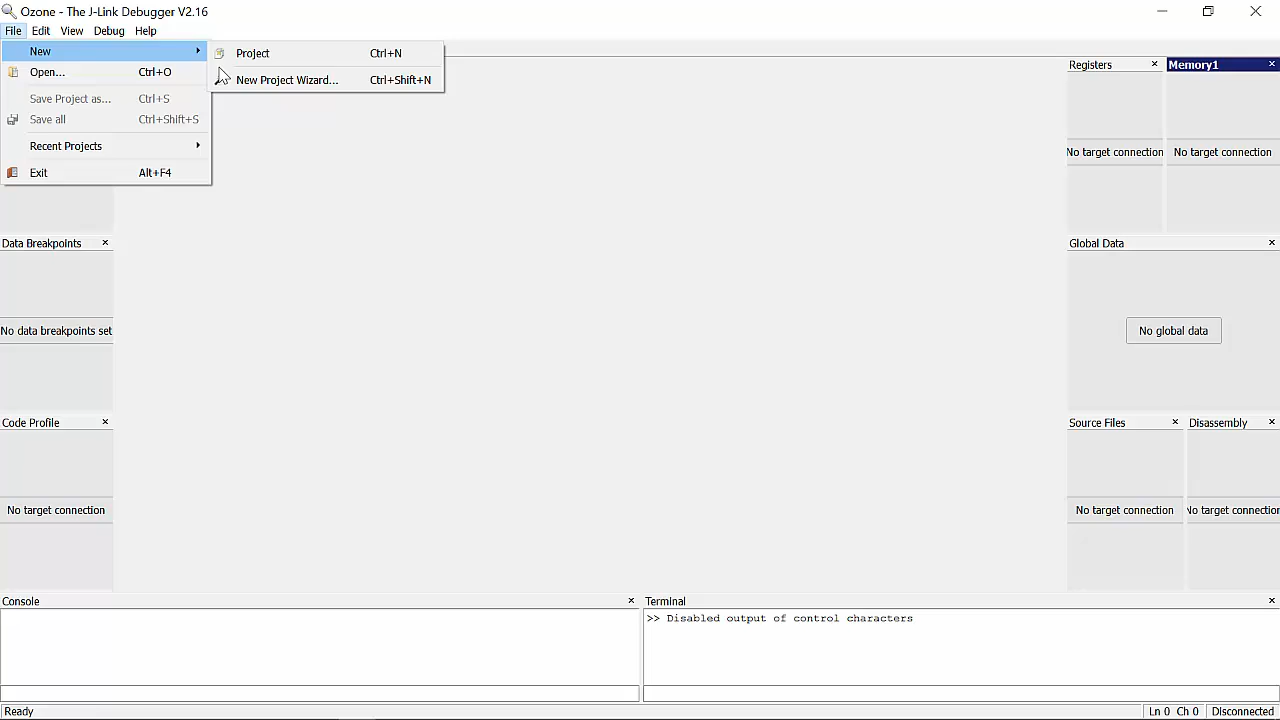 Ozone - The J-Link Debugger V2.16
File Edit View Debug Help
New
Project Ctrl+N
Open... Ctrl+O
New Project Wizard... Ctrl+Shift+N
Save Project as... Ctrl+S
Save all Ctrl+Shift+S
Recent Projects
Exit Alt+F4
Registers
Memory1
No target connection
No target connection
Data Breakpoints
No data breakpoints set
Global Data
No global data
Code Profile
No target connection
Source Files
No target connection
Disassembly
No target connection
Console
Terminal
>> Disabled output of control characters
Ready
Ln 0 Ch 0
Disconnected